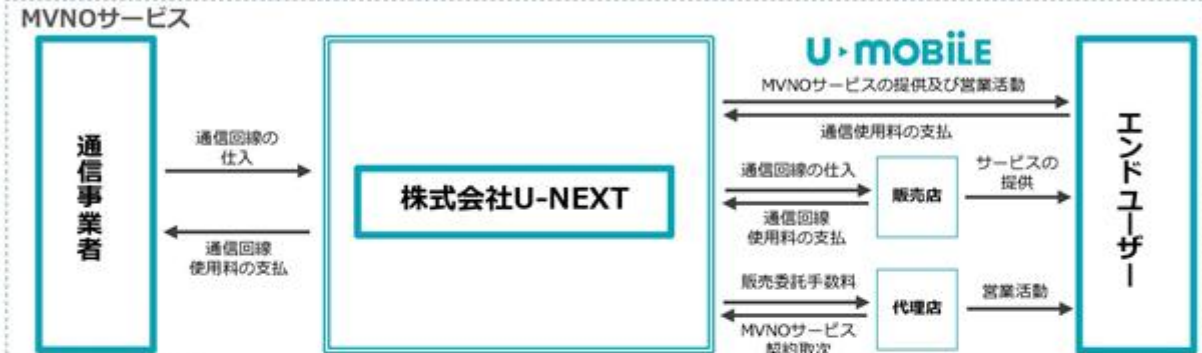 MVNOサービス
通信事業者
通信回線の
仕入
通信回線
使用料の支払
株式会社U-NEXT
U-MOBILE
MVNOサービスの提供及び営業活動
通信使用料の支払
通信回線の仕入
通信回線
使用料の支払
販売店
サービスの
提供
販売委託手数料
MVNOサービス
契約取次
代理店
営業活動
エンドユーザー